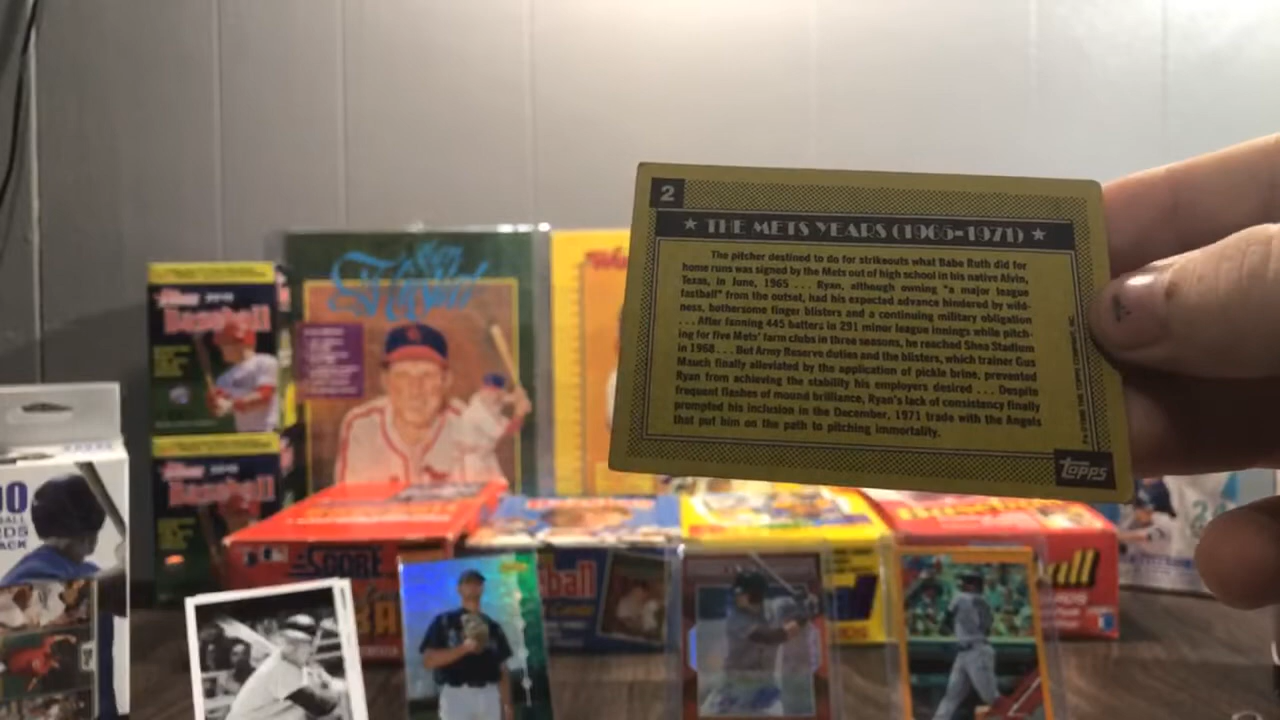 2
★ THE METS YEARS (1965-1971) ★
The pitcher destined to do for strikeouts what Babe Ruth did for
home runs was signed by the Mets out of high school in his native Alvin,
Texas, in June, 1965 . . . Ryan, although owning "a major league
fastball" from the outset, had his expected advance hindered by wild-
ness, bothersome finger blisters and a continuing military obligation
. . . After fanning 445 batters in 291 minor league innings while pitch-
ing for five Mets' farm clubs in three seasons, he reached Shea Stadium
in 1968 . . . But Army Reserve duties and the blisters, which trainer Gus
Mauch finally alleviated by the application of pickle brine, prevented
Ryan from achieving the stability his employers desired . . . Despite
frequent flashes of mound brilliance, Ryan's lack of consistency finally
prompted his inclusion in the December, 1971 trade with the Angels
that put him on the path to pitching immortality.
topps
Stan
Topps
Baseball
Topps
Baseball
SCORE